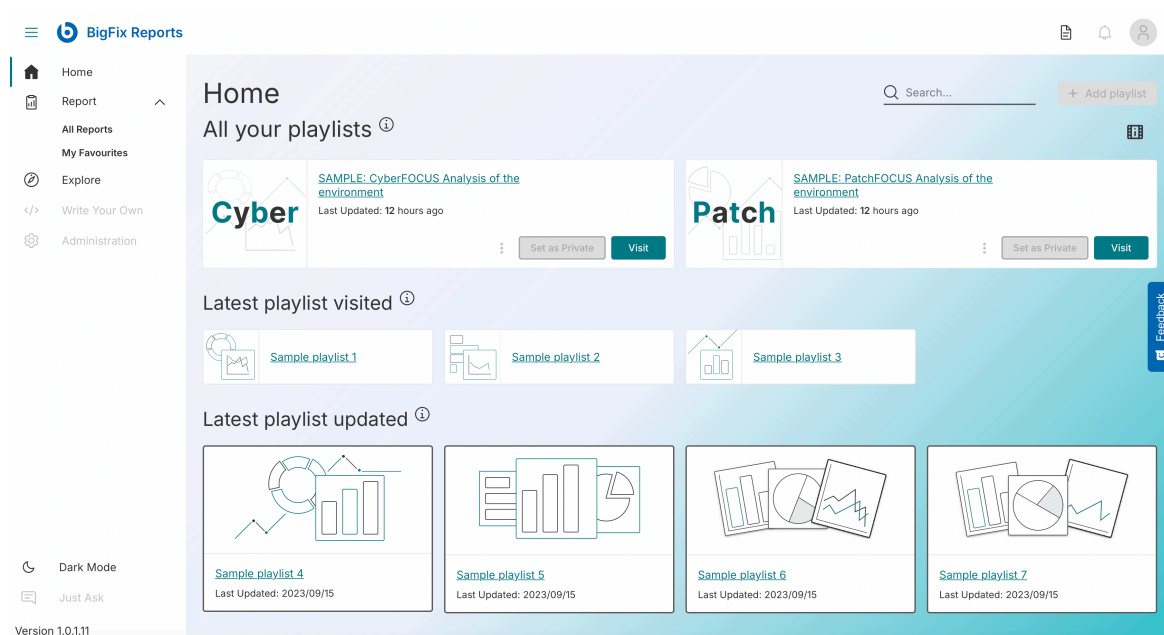 BigFix Reports
Home
Report
All Reports
My Favourites
Explore
Write Your Own
Administration
Dark Mode
Just Ask
Version 1.0.1.11
Home
Search...
+ Add playlist
All your playlists
Cyber
SAMPLE: CyberFOCUS Analysis of the
environment
Last Updated: 12 hours ago
Set as Private
Visit
Patch
SAMPLE: PatchFOCUS Analysis of the
environment
Last Updated: 12 hours ago
Set as Private
Visit
Feedback
Latest playlist visited
Sample playlist 1
Sample playlist 2
Sample playlist 3
Latest playlist updated
Sample playlist 4
Last Updated: 2023/09/15
Sample playlist 5
Last Updated: 2023/09/15
Sample playlist 6
Last Updated: 2023/09/15
Sample playlist 7
Last Updated: 2023/09/15